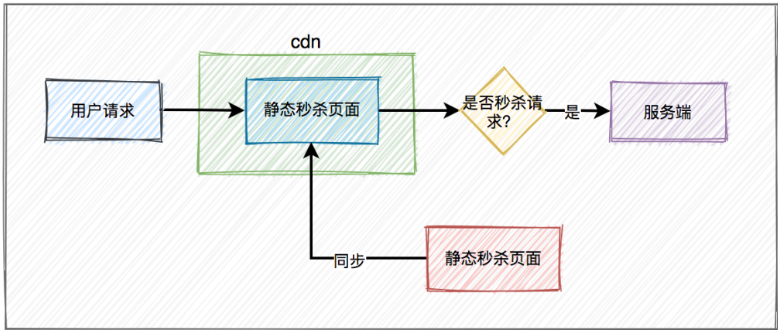 cdn
用户请求
静态秒杀页面
是否秒杀请
求?
是
服务端
同步
静态秒杀页面